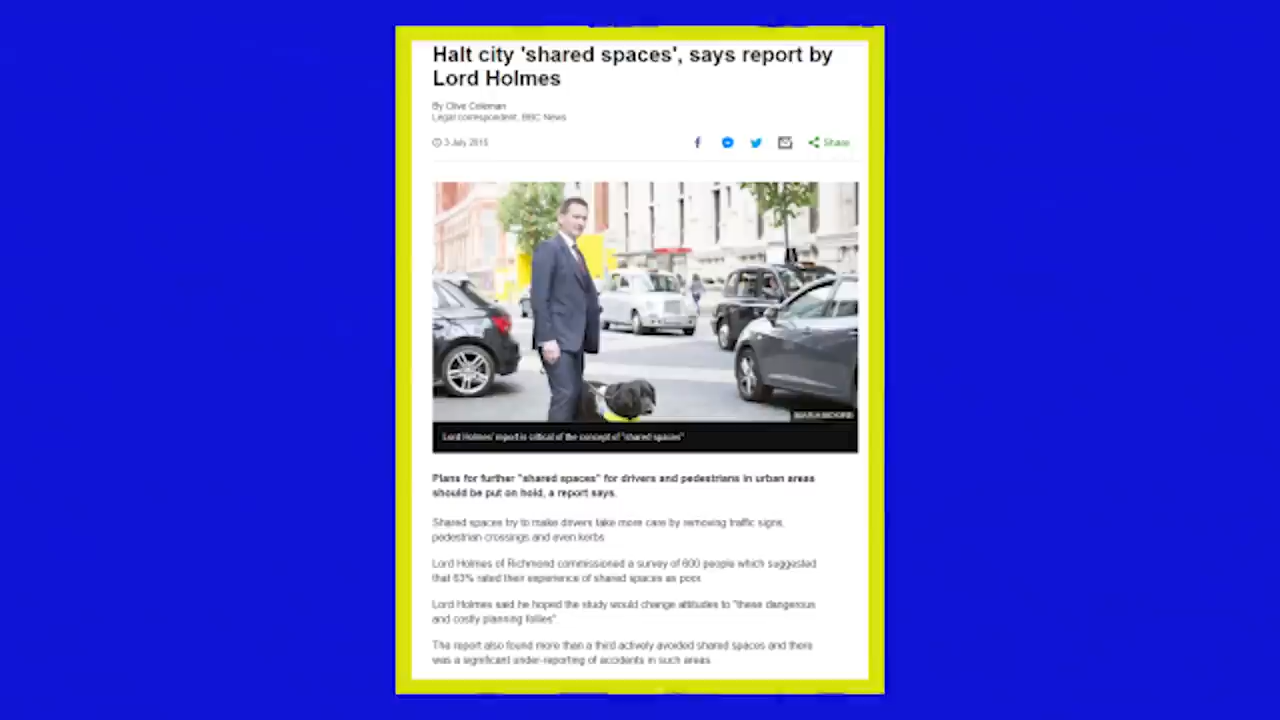 Halt city 'shared spaces', says report by
Lord Holmes
By Clive Coleman
Legal correspondent, BBC News
3 July 2015
Share
Lord Holmes' report is critical of the concept of "shared spaces"
Plans for further "shared spaces" for drivers and pedestrians in urban areas
should be put on hold, a report says.
Shared spaces try to make drivers take more care by removing traffic signs,
pedestrian crossings and even kerbs
Lord Holmes of Richmond commissioned a survey of 600 people which suggested
that 63% rated their experience of shared spaces as poor.
Lord Holmes said he hoped the study would change attitudes to "these dangerous
and costly planning follies".
The report also found more than a third actively avoided shared spaces and there
was a significant under-reporting of accidents in such areas.